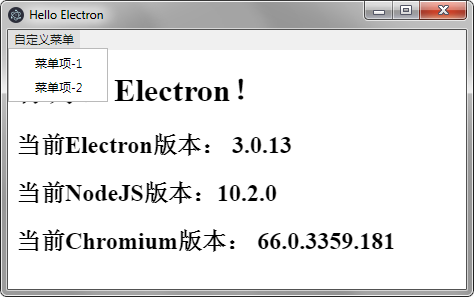 Hello Electron
自定义菜单
菜单项-1
菜单项-2
Electron！
当前Electron版本： 3.0.13
当前NodeJS版本：10.2.0
当前Chromium版本： 66.0.3359.181